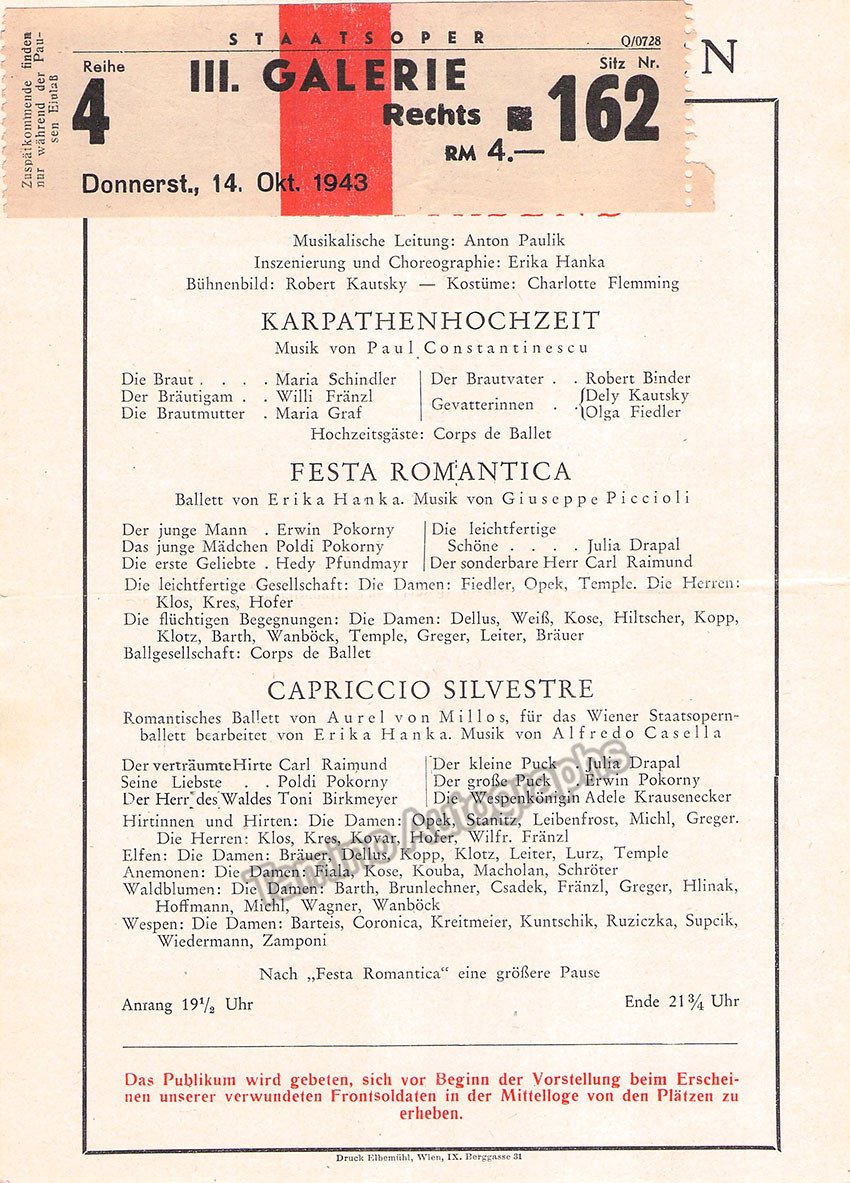 STAATSOPER
Q/0728
N
Zuspätkommende finden
nur während der Pau-
sen Einlaß
Reihe
4
III. GALERIE
Rechts
Sitz Nr.
162
RM 4.—
Donnerst., 14. Okt. 1943
Musikalische Leitung: Anton Paulik
Inszenierung und Choreographie: Erika Hanka
Bühnenbild: Robert Kautsky — Kostüme: Charlotte Flemming
KARPATHENHOCHZEIT
Musik von Paul Constantinescu
Die Braut . . . . Maria Schindler
Der Bräutigam . . Willi Fränzl
Die Brautmutter . Maria Graf
Der Brautvater . . Robert Binder
Gevatterinnen . . {Dely Kautsky
Olga Fiedler
Hochzeitsgäste: Corps de Ballet
FESTA ROMANTICA
Ballett von Erika Hanka. Musik von Giuseppe Piccioli
Der junge Mann . Erwin Pokorny
Das junge Mädchen Poldi Pokorny
Die erste Geliebte . Hedy Pfundmayr
Die leichtfertige
Schöne . . . . Julia Drapal
Der sonderbare Herr Carl Raimund
Die leichtfertige Gesellschaft: Die Damen: Fiedler, Opek, Temple. Die Herren:
Klos, Kres, Hofer
Die flüchtigen Begegnungen: Die Damen: Dellus, Weiß, Kose, Hiltscher, Kopp,
Klotz, Barth, Wanböck, Temple, Greger, Leiter, Bräuer
Ballgesellschaft: Corps de Ballet
CAPRICCIO SILVESTRE
Romantisches Ballett von Aurel von Millos, für das Wiener Staatsopern-
ballett bearbeitet von Erika Hanka. Musik von Alfredo Casella
Der verträumte Hirte Carl Raimund
Seine Liebste . . Poldi Pokorny
Der Herr des Waldes Toni Birkmeyer
Der kleine Puck . Julia Drapal
Der große Puck . Erwin Pokorny
Die Wespenkönigin Adele Krausenecker
Hirtinnen und Hirten: Die Damen: Opek, Stanitz, Leibenfrost, Michl, Greger.
Die Herren: Klos, Kres, Kovar, Hofer, Wilfr. Fränzl
Elfen: Die Damen: Bräuer, Dellus, Kopp, Klotz, Leiter, Lurz, Temple
Anemonen: Die Damen: Fiala, Kose, Kouba, Macholan, Schröter
Waldblumen: Die Damen: Barth, Brunlechner, Csadek, Fränzl, Greger, Hlinak,
Hoffmann, Miehl, Wagner, Wanböck
Wespen: Die Damen: Barteis, Coronica, Kreitmeier, Kuntschik, Ruziczka, Supcik,
Wiedermann, Zamponi
Tamino Autographs
Nach „Festa Romantica“ eine größere Pause
Anfang 19½ Uhr
Ende 21¾ Uhr
Das Publikum wird gebeten, sich vor Beginn der Vorstellung beim Erschei-
nen unserer verwundeten Frontsoldaten in der Mittelloge von den Plätzen zu
erheben.
Druck Elbemühl, Wien, IX. Berggasse 31